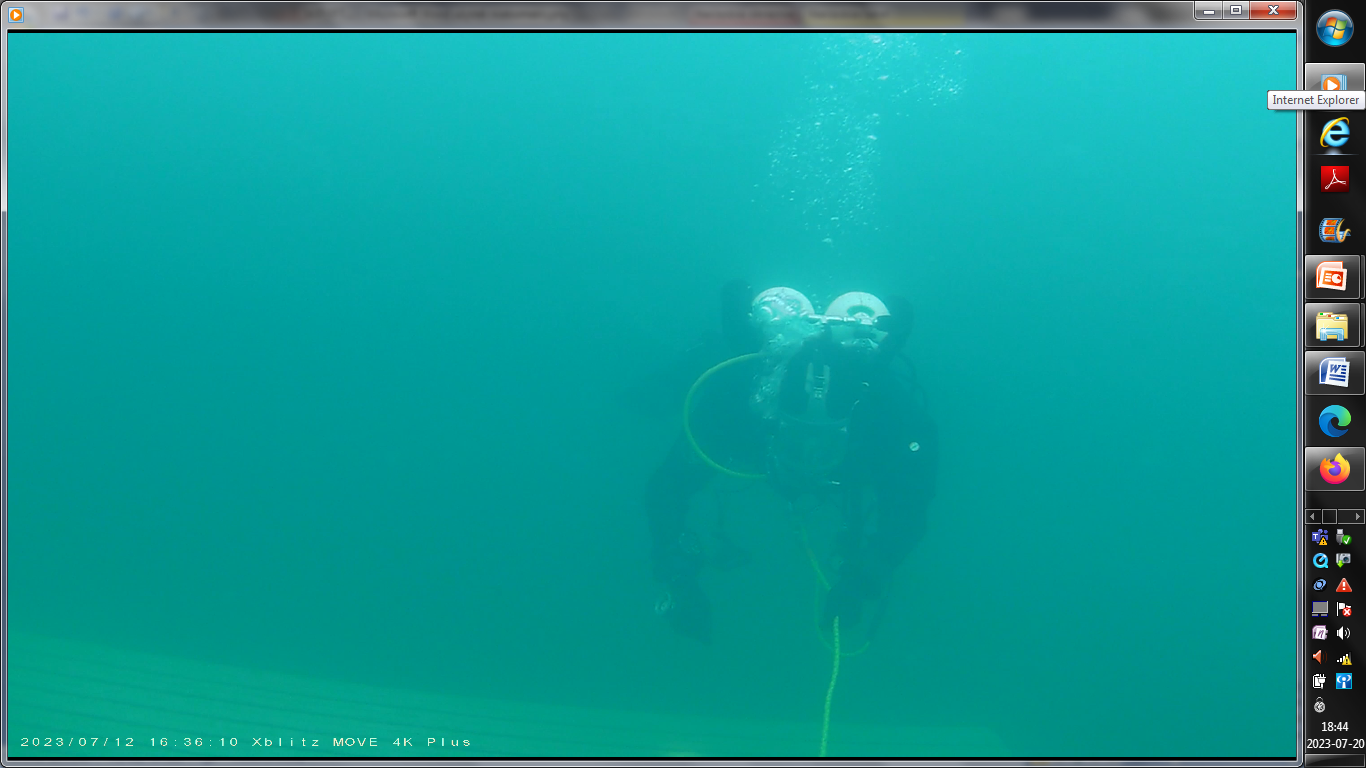 Internet Explorer
2023/07/12 16:36:10 Xblitz MOVE 4K Plus
18:44
2023-07-20